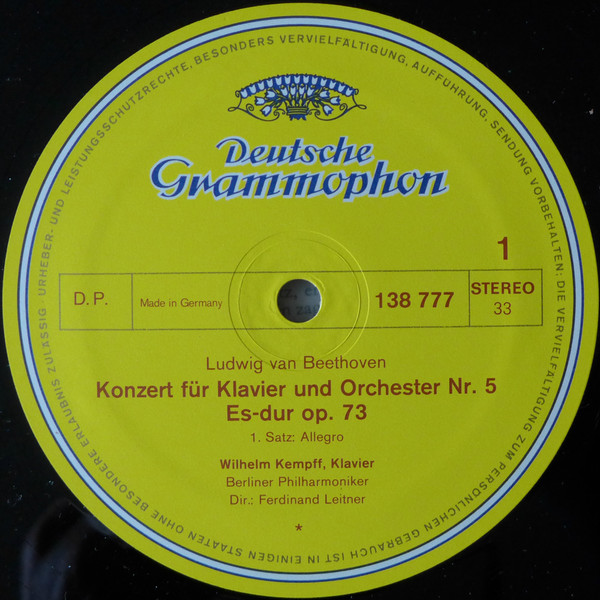 URHEBER- UND LEISTUNGSSCHUTZRECHTE, BESONDERS VERVIELFÄLTIGUNG, AUFFÜHRUNG, SENDUNG VORBEHALTEN; DIE VERVIELFÄLTIGUNG ZUM PERSÖNLICHEN GEBRAUCH IST IN EINIGEN STAATEN OHNE BESONDERE ERLAUBNIS ZULÄSSIG
Deutsche
Grammophon
1
D.P.
Made in Germany
138 777
STEREO
33
Ludwig van Beethoven
Konzert für Klavier und Orchester Nr. 5
Es-dur op. 73
1. Satz: Allegro
Wilhelm Kempff, Klavier
Berliner Philharmoniker
Dir.: Ferdinand Leitner
*